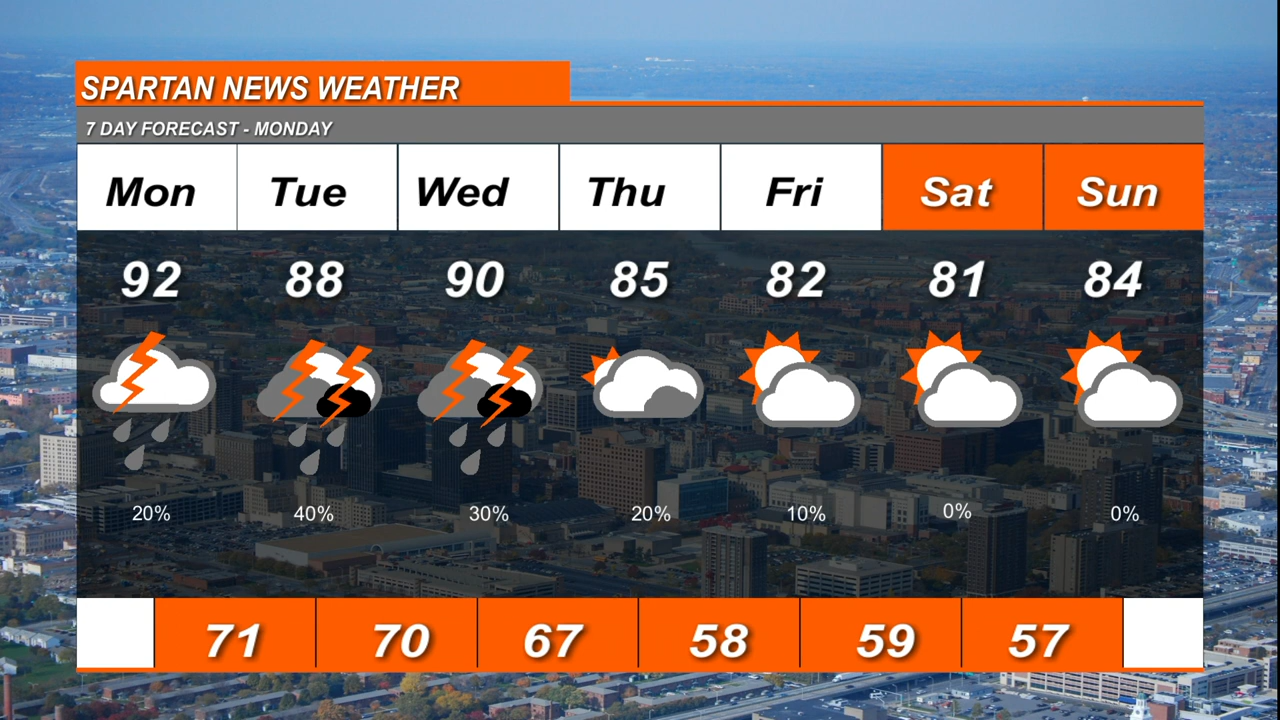 SPARTAN NEWS WEATHER
7 DAY FORECAST - MONDAY
Mon Tue Wed Thu Fri Sat Sun
92 88 90 85 82 81 84
20% 40% 30% 20% 10% 0% 0%
71 70 67 58 59 57